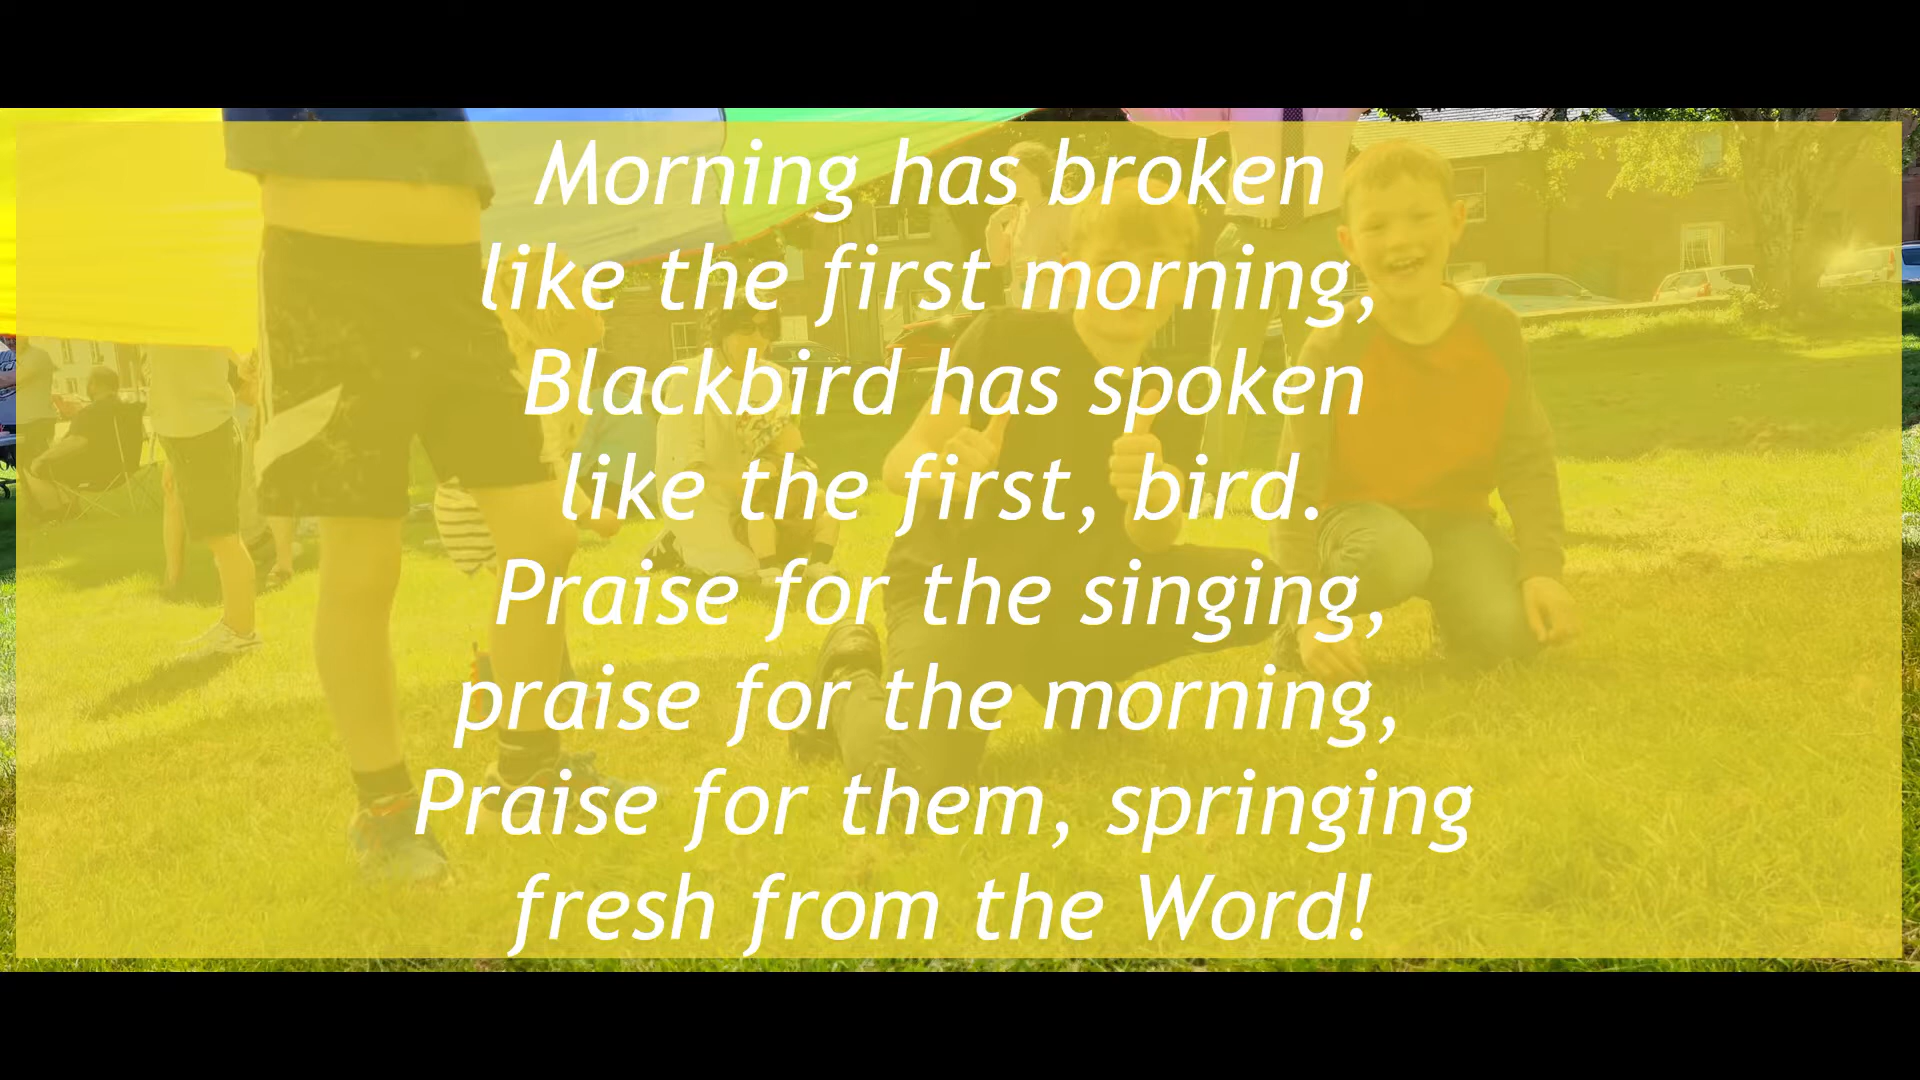 Morning has broken
like the first morning,
Blackbird has spoken
like the first, bird.
Praise for the singing,
praise for the morning,
Praise for them, springing
fresh from the Word!